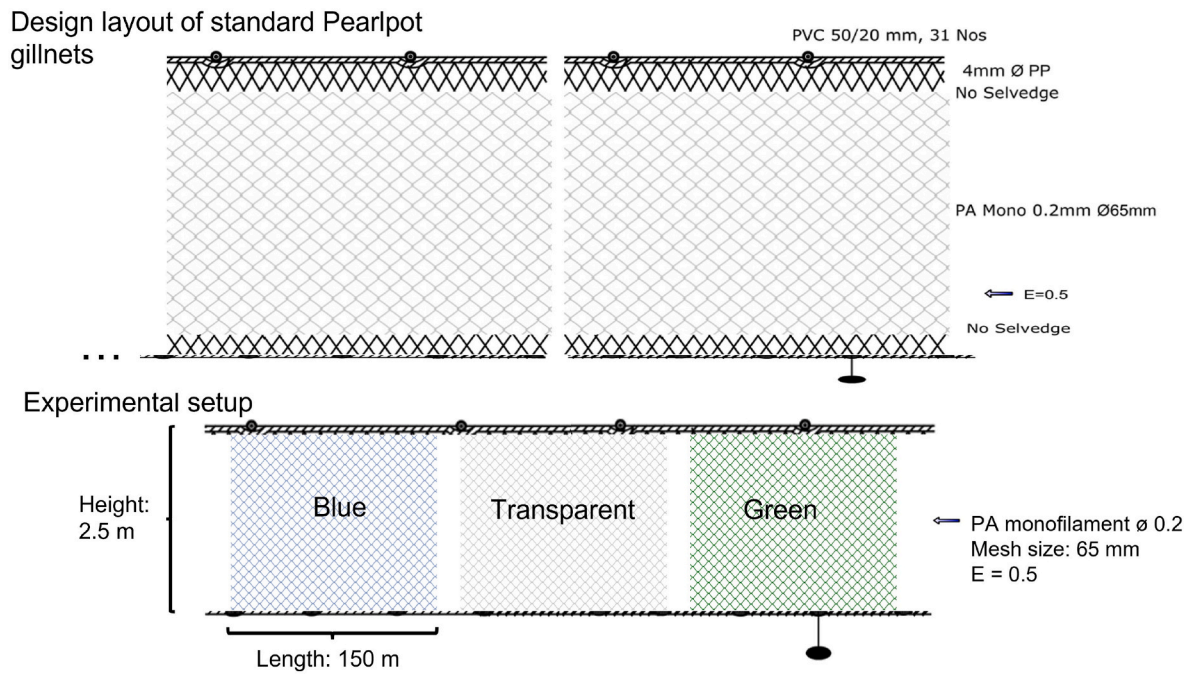 Design layout of standard Pearlpot
gillnets
PVC 50/20 mm, 31 Nos
4mm Ø PP
No Selvedge
PA Mono 0.2mm Ø65mm
E=0.5
No Selvedge
...
Experimental setup
Height:
2.5 m
Blue
Transparent
Green
PA monofilament ø 0.2
Mesh size: 65 mm
E = 0.5
Length: 150 m